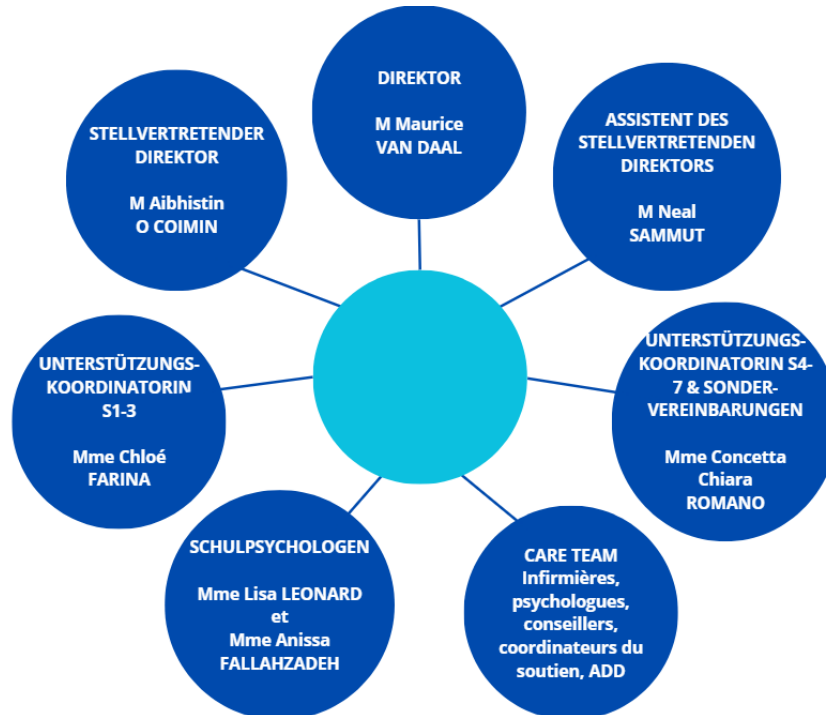 DIREKTOR
M Maurice
VAN DAAL
ASSISTENT DES
STELLVERTRETENDEN
DIREKTORS
M Neal
SAMMUT
UNTERSTÜTZUNGS-
KOORDINATORIN S4-
7 & SONDER-
VEREINBARUNGEN
Mme Concetta
Chiara
ROMANO
CARE TEAM
Infirmières,
psychologues,
conseillers,
coordinateurs du
soutien, ADD
SCHULPSYCHOLOGEN
Mme Lisa LEONARD
et
Mme Anissa
FALLAHZADEH
UNTERSTÜTZUNGS-
KOORDINATORIN
S1-3
Mme Chloé
FARINA
STELLVERTRETENDER
DIREKTOR
M Aibhistin
O COIMIN